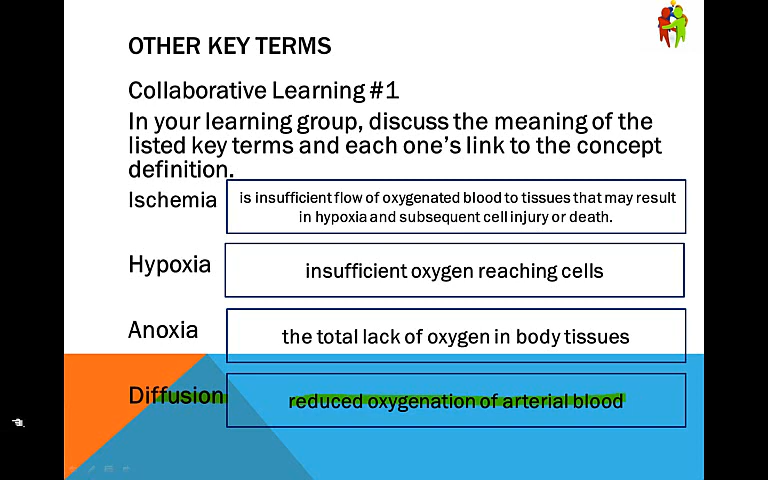 OTHER KEY TERMS
Collaborative Learning #1
In your learning group, discuss the meaning of the
listed key terms and each one's link to the concept
definition.
Ischemia
is insufficient flow of oxygenated blood to tissues that may result
in hypoxia and subsequent cell injury or death.
Hypoxia
insufficient oxygen reaching cells
Anoxia
the total lack of oxygen in body tissues
Diffusion
reduced oxygenation of arterial blood